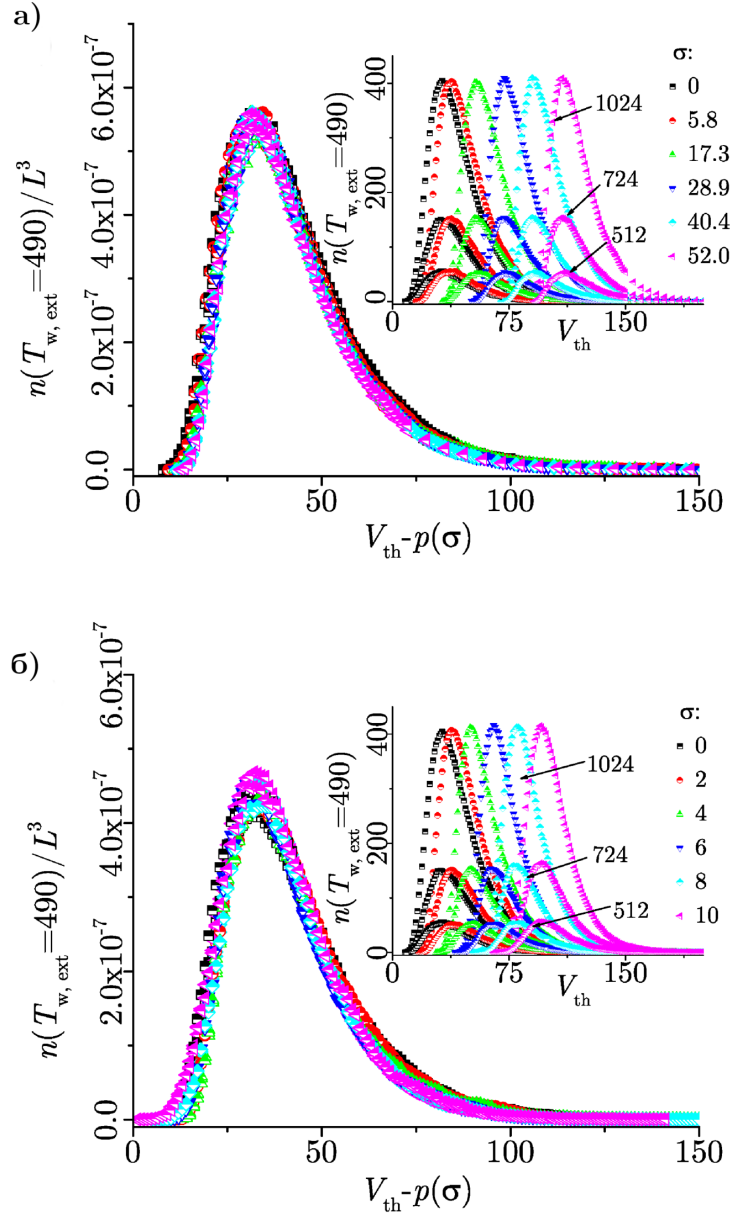 а)
n(T_w, ext=490)/L³
6.0x10⁻⁷
4.0x10⁻⁷
2.0x10⁻⁷
0.0
0
50
100
150
V_th-p(σ)
n(T_w, ext=490)
400
200
0
0
75
150
V_th
1024
724
512
σ:
0
5.8
17.3
28.9
40.4
52.0
б)
n(T_w, ext=490)/L³
6.0x10⁻⁷
4.0x10⁻⁷
2.0x10⁻⁷
0.0
0
50
100
150
V_th-p(σ)
n(T_w, ext=490)
400
200
0
0
75
150
V_th
1024
724
512
σ:
0
2
4
6
8
10